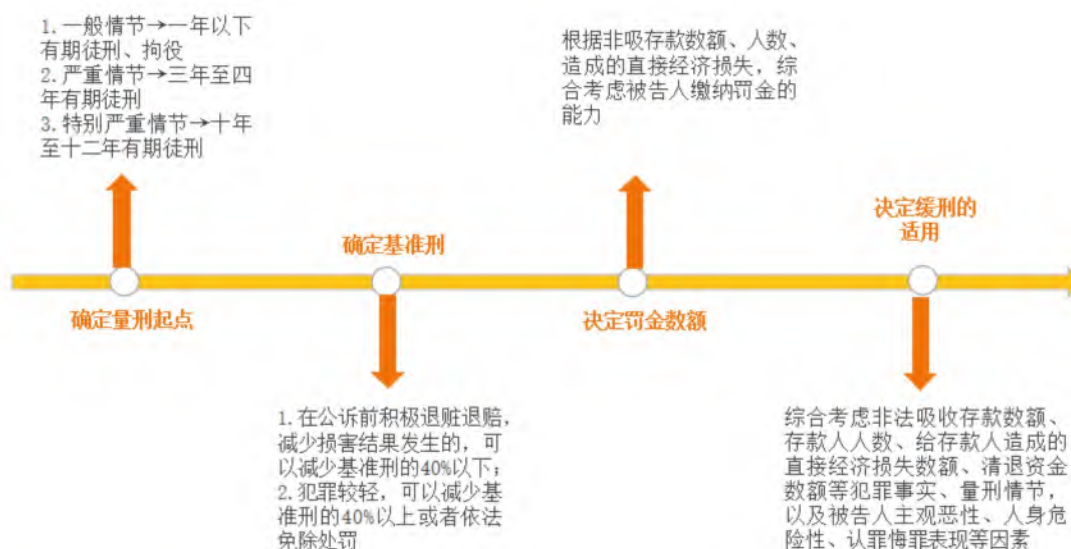 1. 一般情节→一年以下
有期徒刑、拘役
2. 严重情节→三年至四
年有期徒刑
3. 特别严重情节→十年
至十二年有期徒刑
确定量刑起点
确定基准刑
1. 在公诉前积极退赃退赔，
减少损害结果发生的，可
以减少基准刑的40%以下；
2. 犯罪较轻，可以减少基
准刑的40%以上或者依法
免除处罚
根据非吸存款数额、人数、
造成的直接经济损失，综
合考虑被告人缴纳罚金的
能力
决定罚金数额
决定缓刑的
适用
综合考虑非法吸收存款数额、
存款人人数、给存款人造成的
直接经济损失数额、清退资金
数额等犯罪事实、量刑情节，
以及被告人主观恶性、人身危
险性、认罪悔罪表现等因素